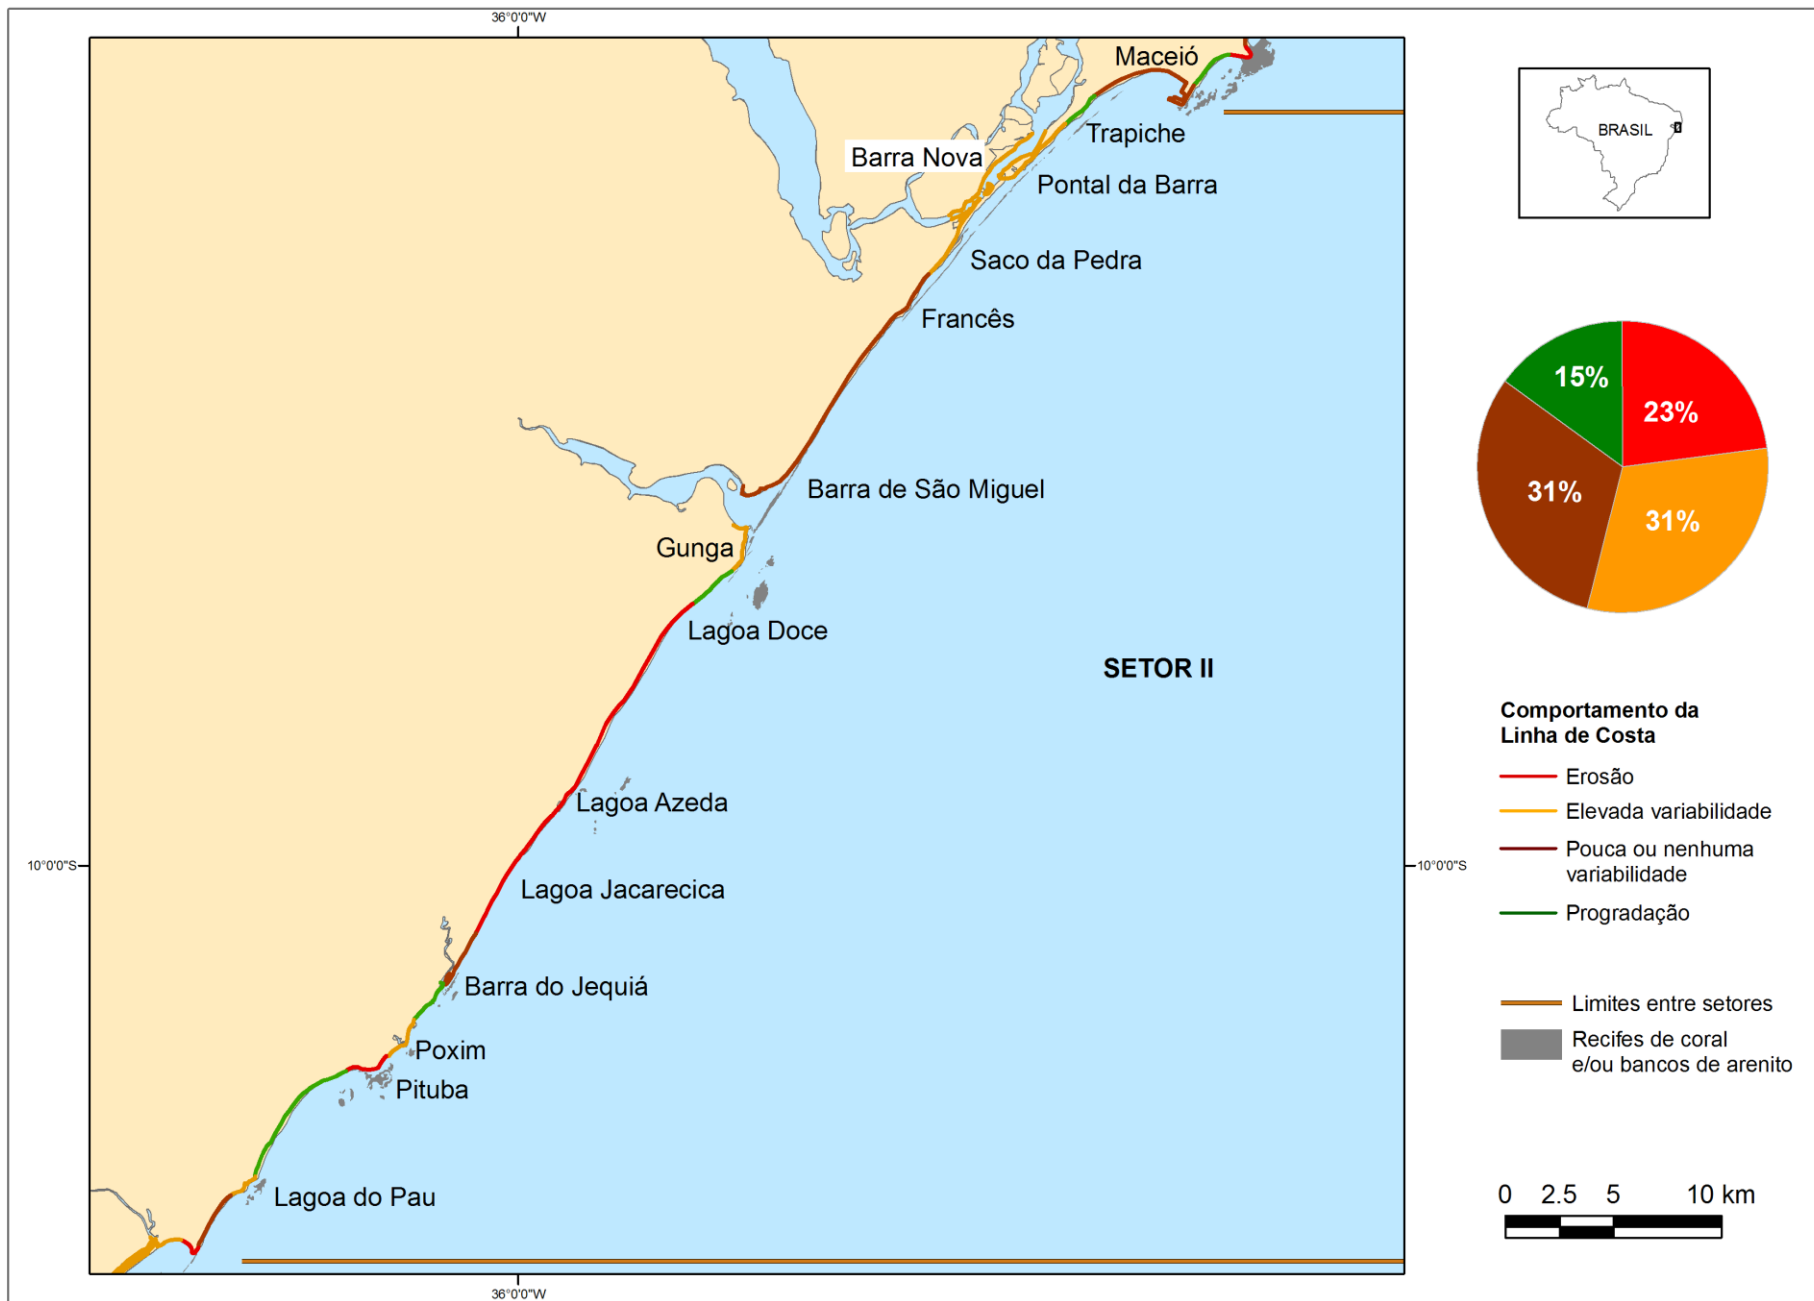 36°0'0"W
Maceió
Trapiche
Barra Nova
Pontal da Barra
Saco da Pedra
Francês
Barra de São Miguel
Gunga
Lagoa Doce
SETOR II
Lagoa Azeda
10°0'0"S
10°0'0"S
Lagoa Jacarecica
Barra do Jequiá
Poxim
Pituba
Lagoa do Pau
36°0'0"W
BRASIL
15%
23%
31%
31%
Comportamento da
Linha de Costa
Erosão
Elevada variabilidade
Pouca ou nenhuma
variabilidade
Progradação
Limites entre setores
Recifes de coral
e/ou bancos de arenito
0 2.5 5 10 km